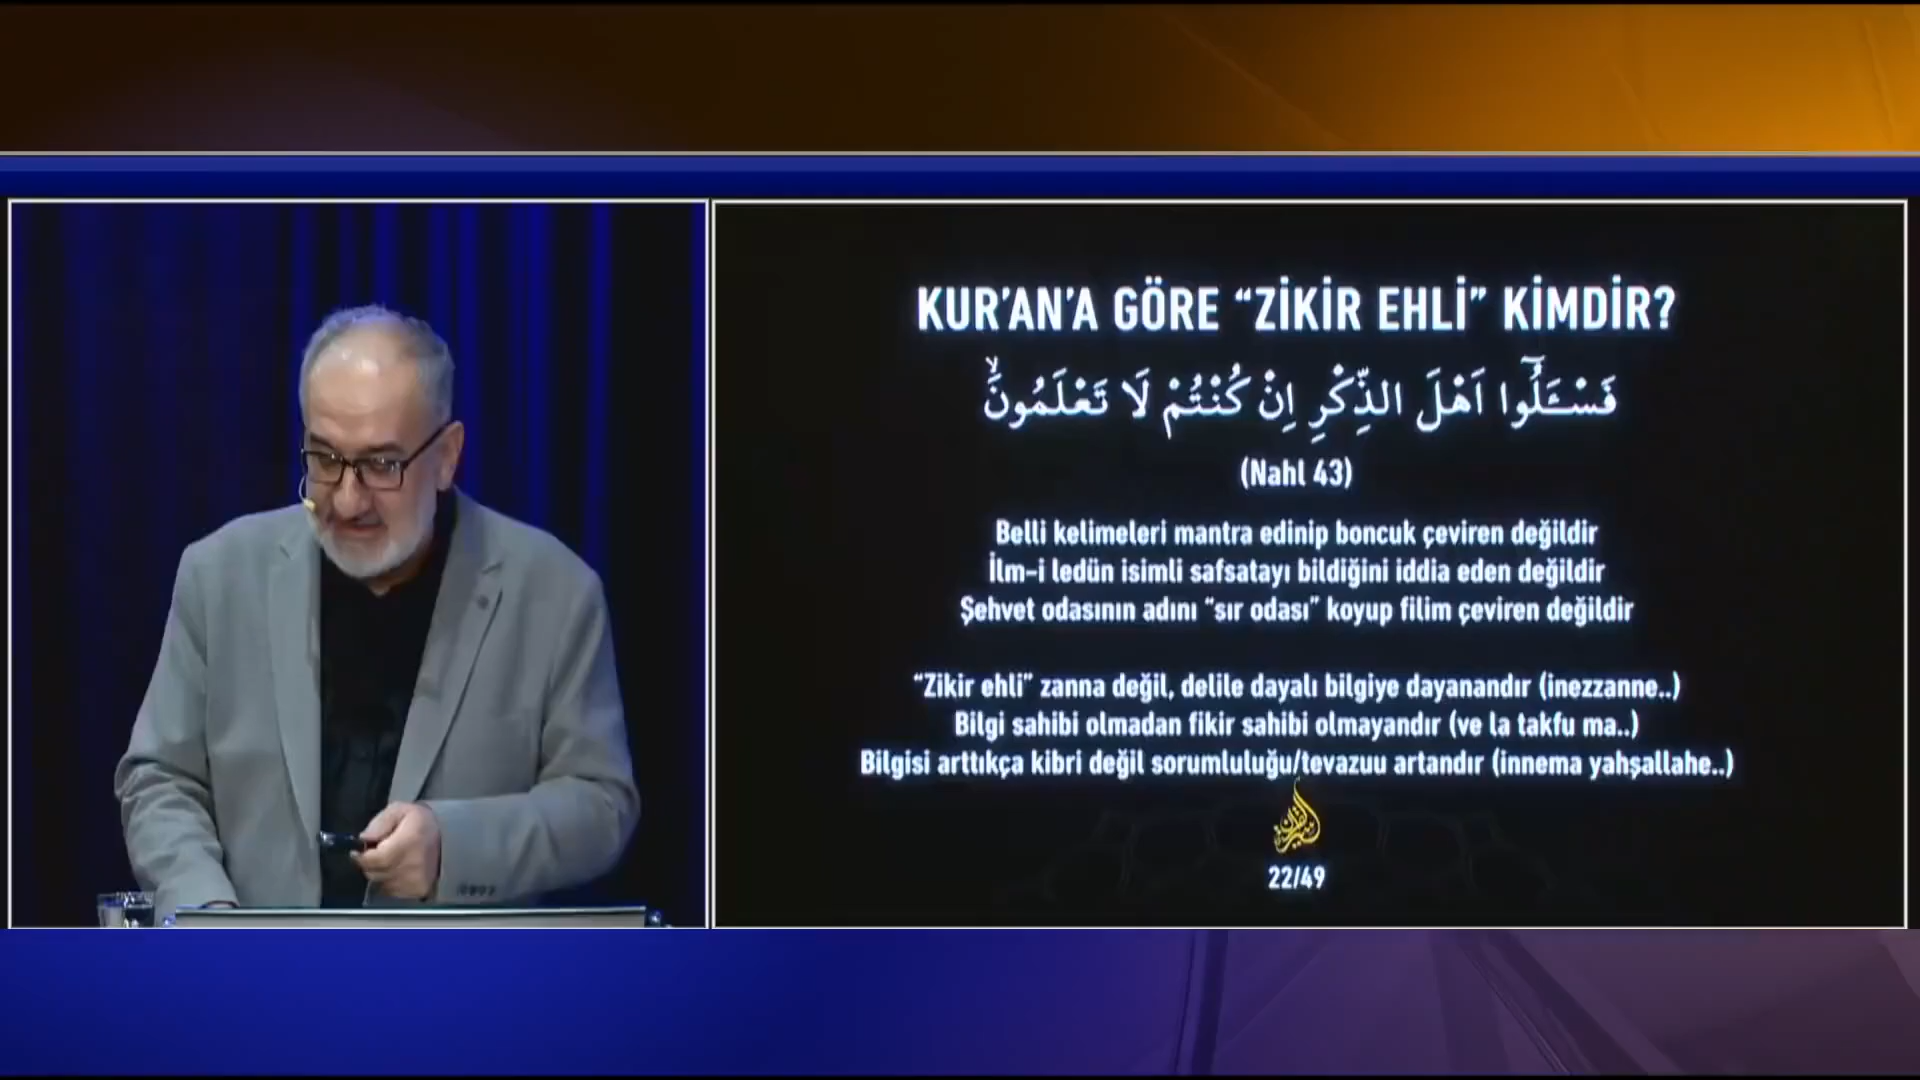 KUR’AN’A GÖRE “ZİKİR EHLİ” KİMDİR?
فَسْـَٔلُٓوا اَهْلَ الذِّكْرِ اِنْ كُنْتُمْ لَا تَعْلَمُونَۙ
(Nahl 43)
Belli kelimeleri mantra edinip boncuk çeviren değildir
İlm-i ledün isimli safsatayı bildiğini iddia eden değildir
Şehvet odasının adını “sır odası” koyup filim çeviren değildir
“Zikir ehli” zanna değil, delile dayalı bilgiye dayanandır (inezzanne..)
Bilgi sahibi olmadan fikir sahibi olmayandır (ve la takfu ma..)
Bilgisi arttıkça kibri değil sorumluluğu/tevazuu artandır (innema yahşallahe..)
22/49